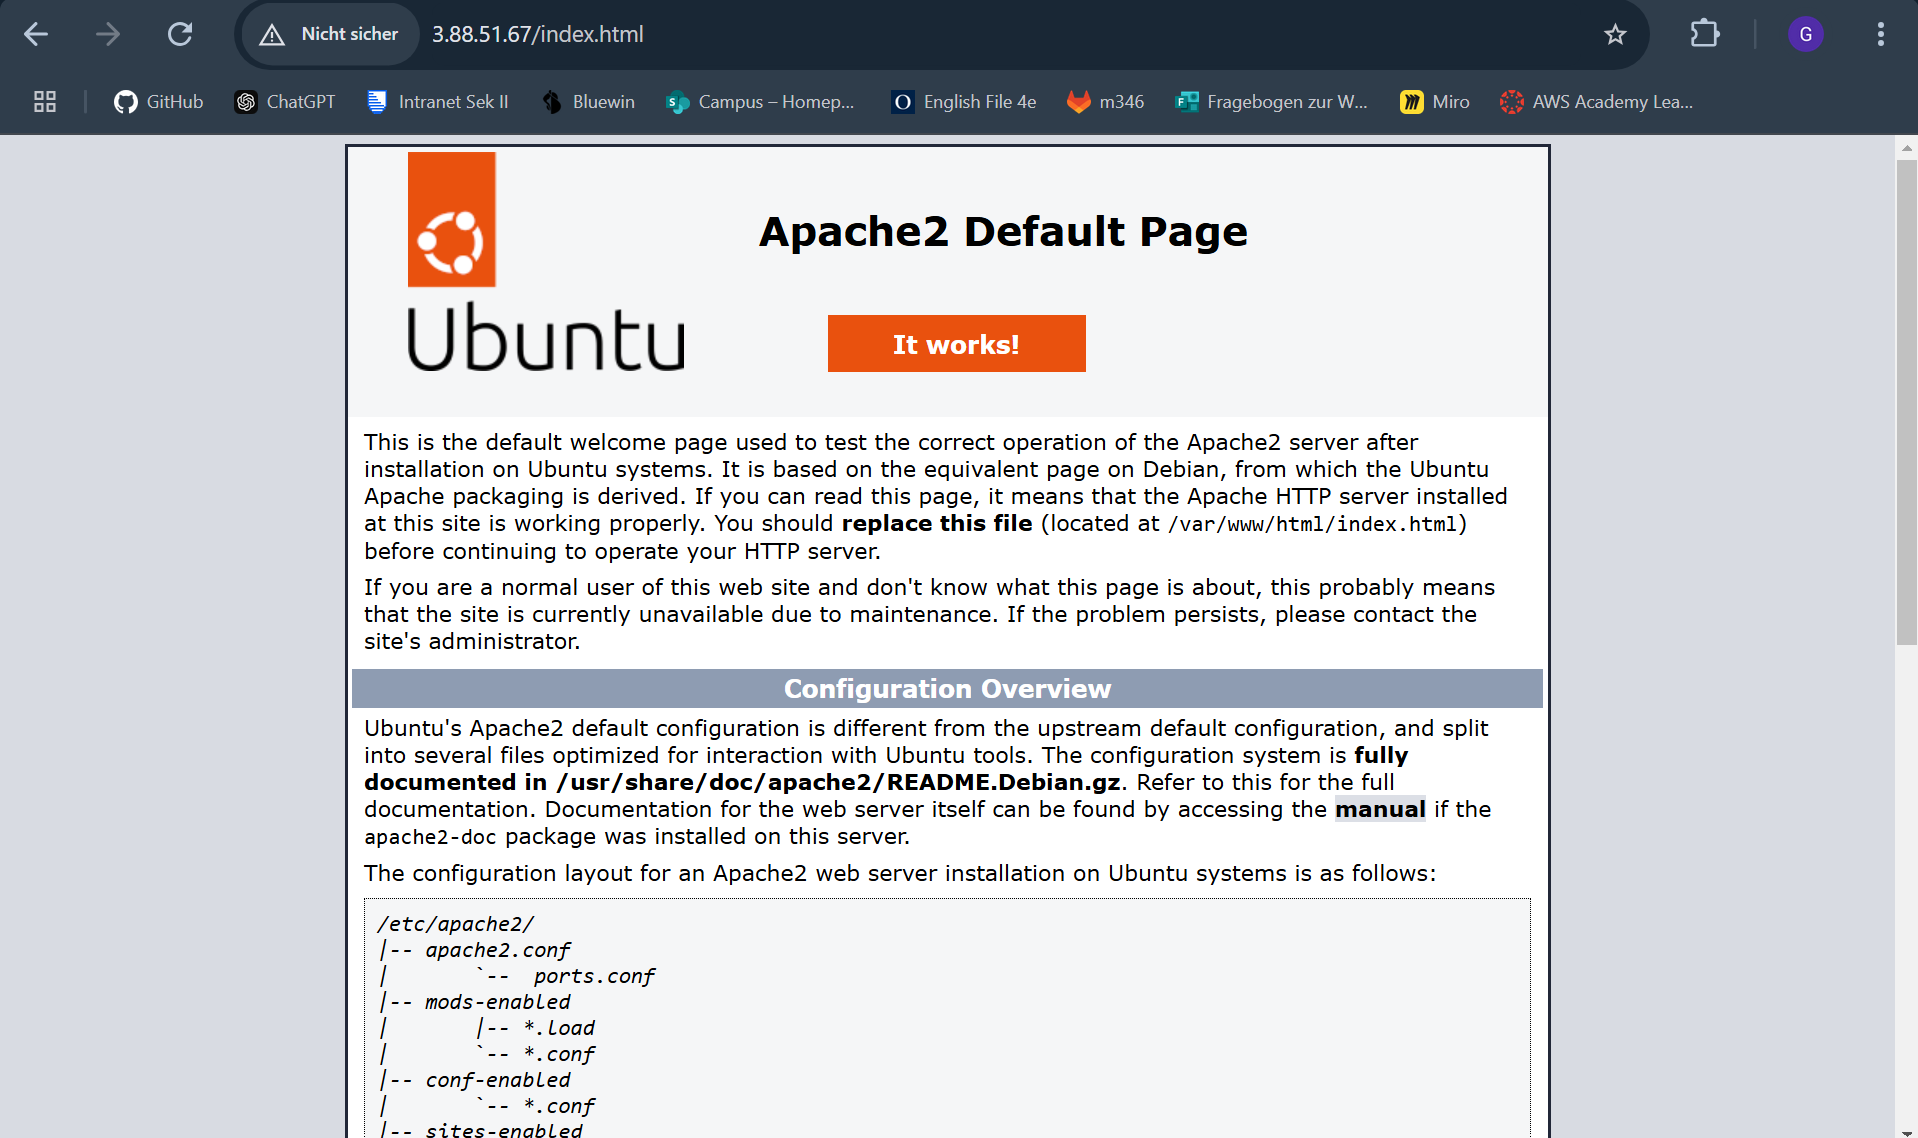 Nicht sicher 3.88.51.67/index.html G
GitHub ChatGPT Intranet Sek II Bluewin Campus – Homep... English File 4e m346 Fragebogen zur W... Miro AWS Academy Lea...
Ubuntu
Apache2 Default Page
It works!
This is the default welcome page used to test the correct operation of the Apache2 server after
installation on Ubuntu systems. It is based on the equivalent page on Debian, from which the Ubuntu
Apache packaging is derived. If you can read this page, it means that the Apache HTTP server installed
at this site is working properly. You should replace this file (located at /var/www/html/index.html)
before continuing to operate your HTTP server.
If you are a normal user of this web site and don't know what this page is about, this probably means
that the site is currently unavailable due to maintenance. If the problem persists, please contact the
site's administrator.
Configuration Overview
Ubuntu's Apache2 default configuration is different from the upstream default configuration, and split
into several files optimized for interaction with Ubuntu tools. The configuration system is fully
documented in /usr/share/doc/apache2/README.Debian.gz. Refer to this for the full
documentation. Documentation for the web server itself can be found by accessing the manual if the
apache2-doc package was installed on this server.
The configuration layout for an Apache2 web server installation on Ubuntu systems is as follows:
/etc/apache2/
|-- apache2.conf
|       `--  ports.conf
|-- mods-enabled
|       |-- *.load
|       `-- *.conf
|-- conf-enabled
|       `-- *.conf
|-- sites-enabled